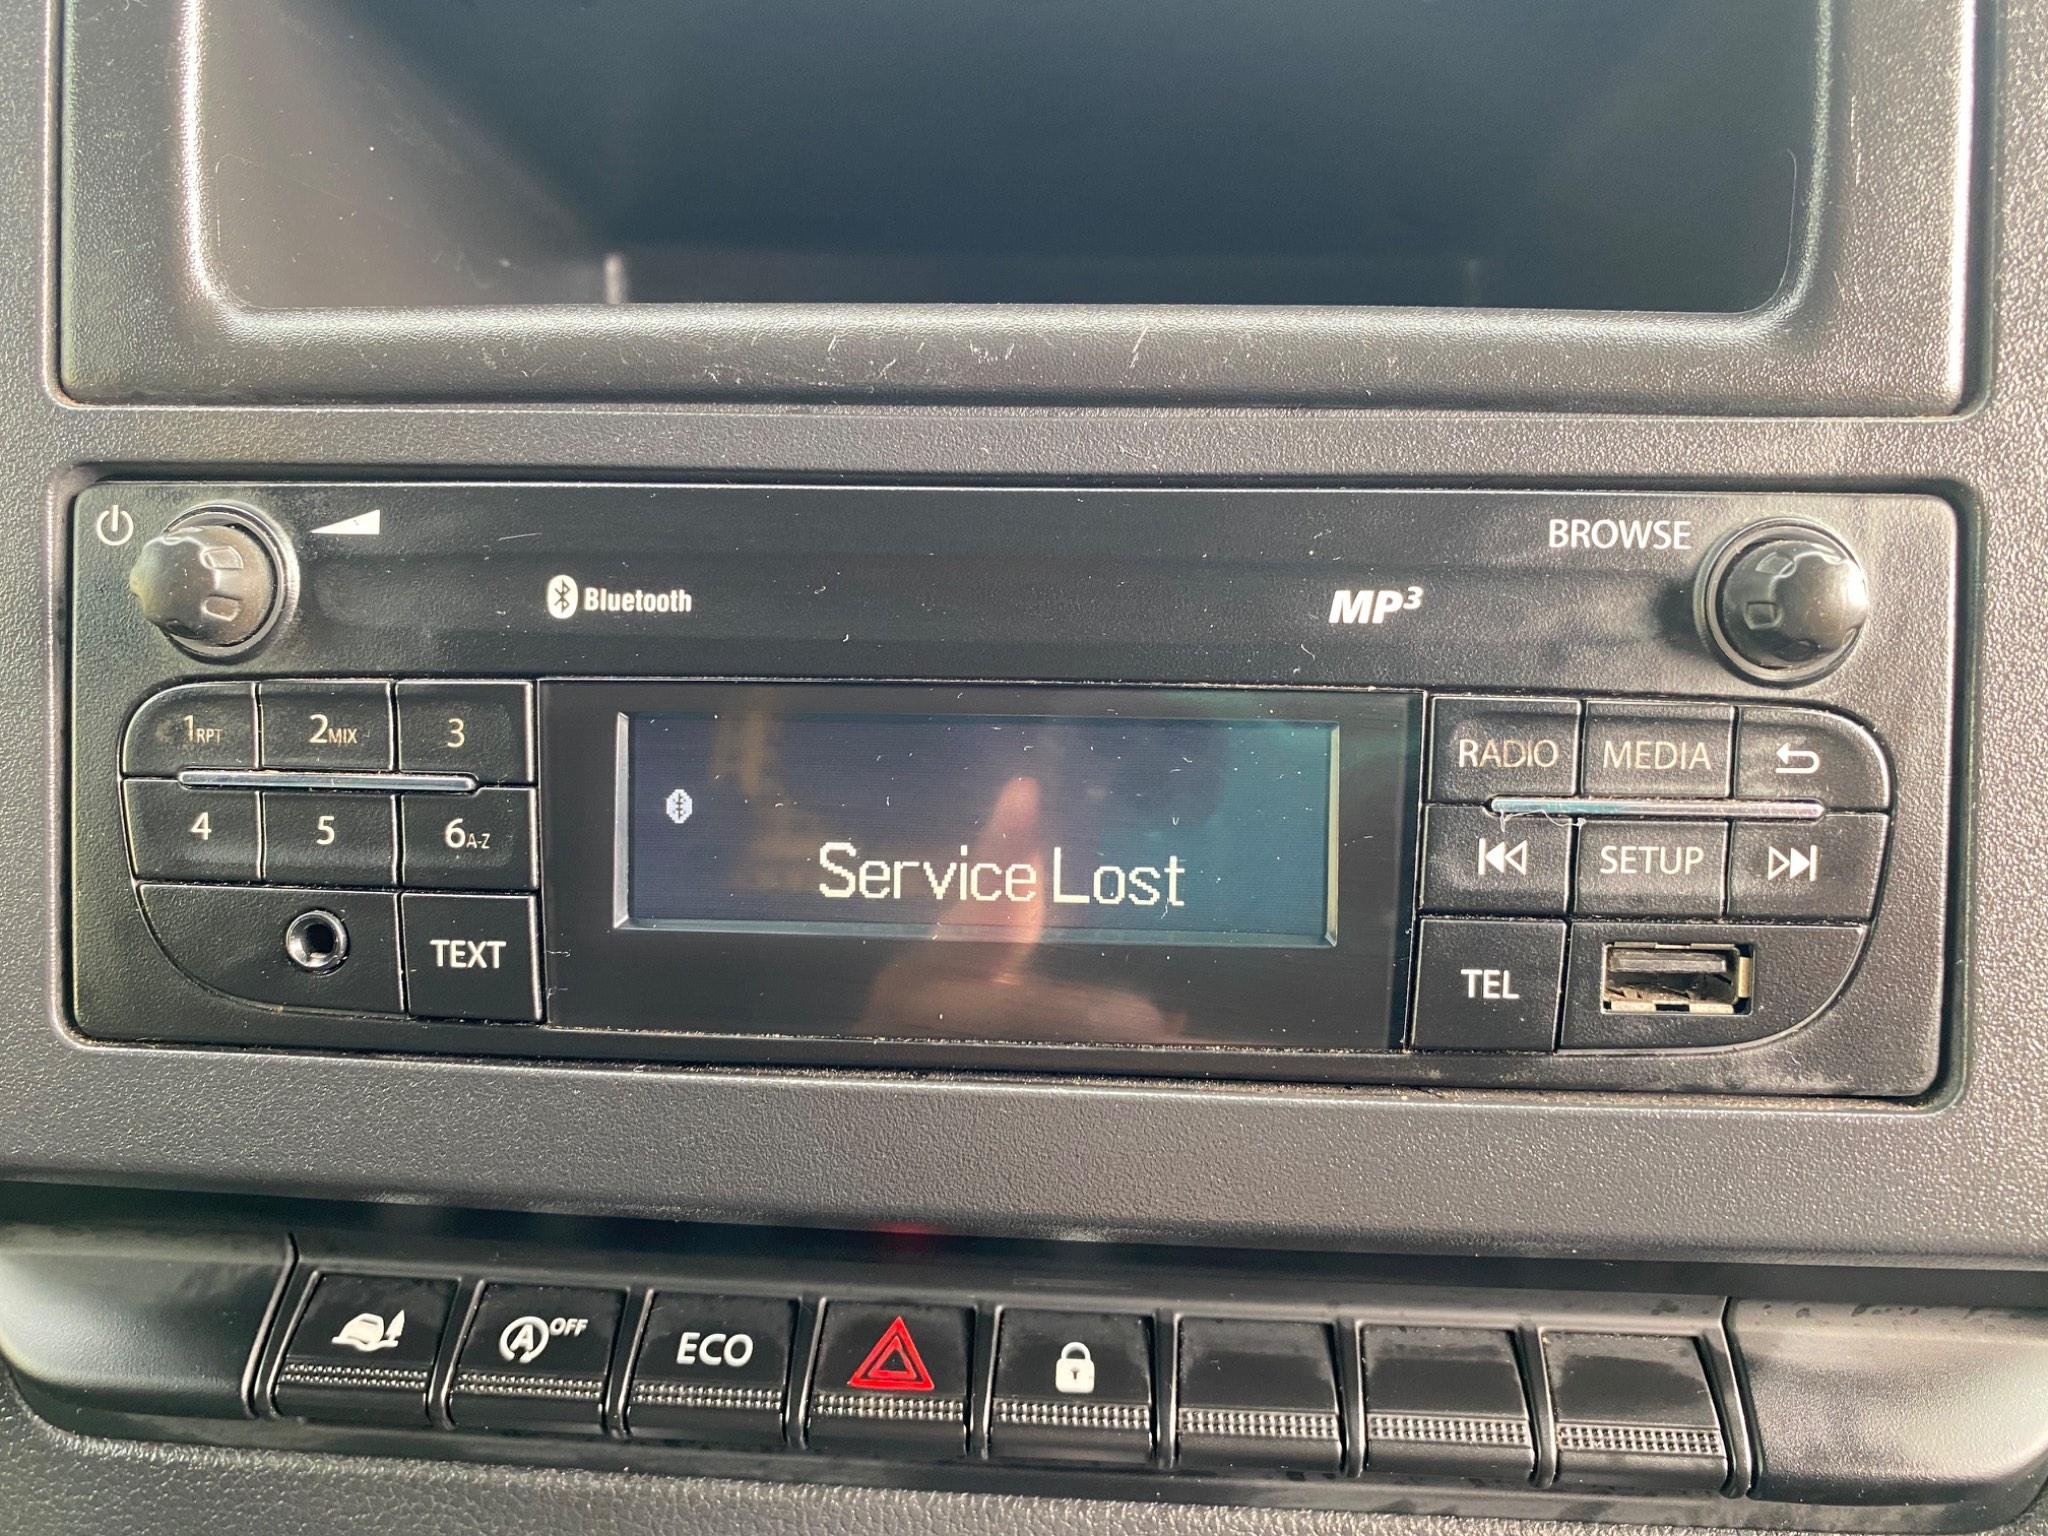 BROWSE
Bluetooth
MP3
1RPT
2MIX
3
RADIO
MEDIA
4
5
6A-Z
Service Lost
SETUP
TEXT
TEL
A OFF
ECO